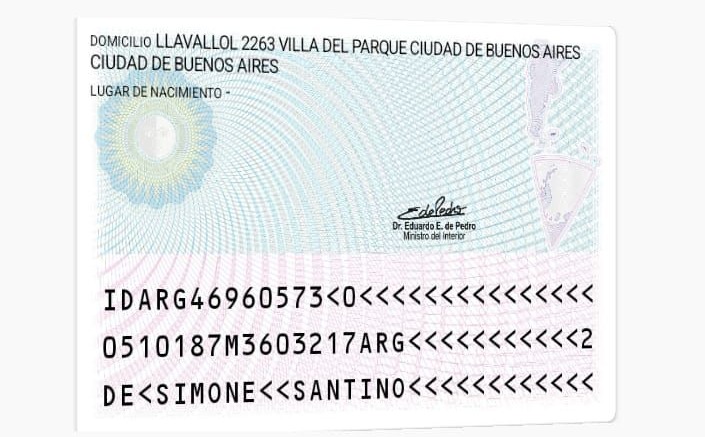 DOMICILIO LLAVALLOL 2263 VILLA DEL PARQUE CIUDAD DE BUENOS AIRES
CIUDAD DE BUENOS AIRES
LUGAR DE NACIMIENTO -
EdePedro
Dr. Eduardo E. de Pedro
Ministro del Interior
IDARG46960573<0<<<<<<<<<<<<<<<
0510187M3603217ARG<<<<<<<<<<<2
DE<SIMONE<<SANTINO<<<<<<<<<<<<